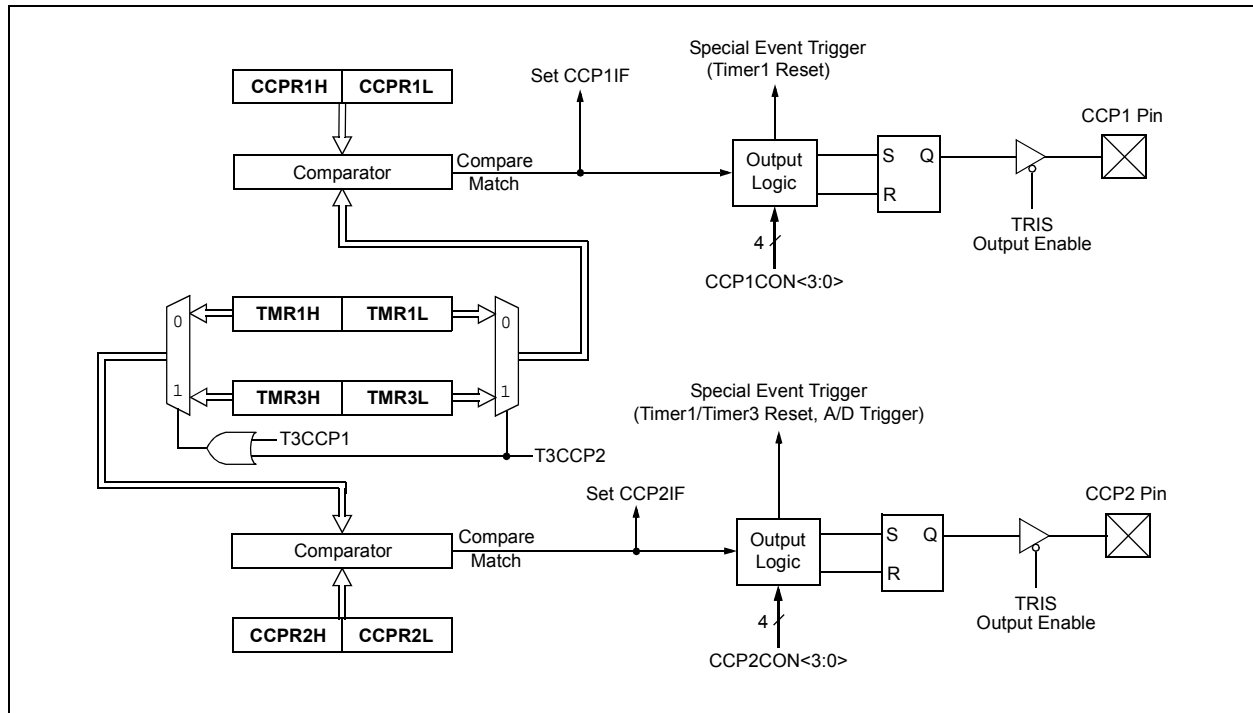 CCPR1H CCPR1L
Comparator
Compare
Match
Set CCP1IF
Special Event Trigger
(Timer1 Reset)
Output
Logic
4
CCP1CON<3:0>
S Q
R
TRIS
Output Enable
CCP1 Pin
0
1
TMR1H TMR1L
TMR3H TMR3L
0
1
T3CCP1
T3CCP2
Comparator
Compare
Match
CCPR2H CCPR2L
Set CCP2IF
Special Event Trigger
(Timer1/Timer3 Reset, A/D Trigger)
Output
Logic
4
CCP2CON<3:0>
S Q
R
TRIS
Output Enable
CCP2 Pin